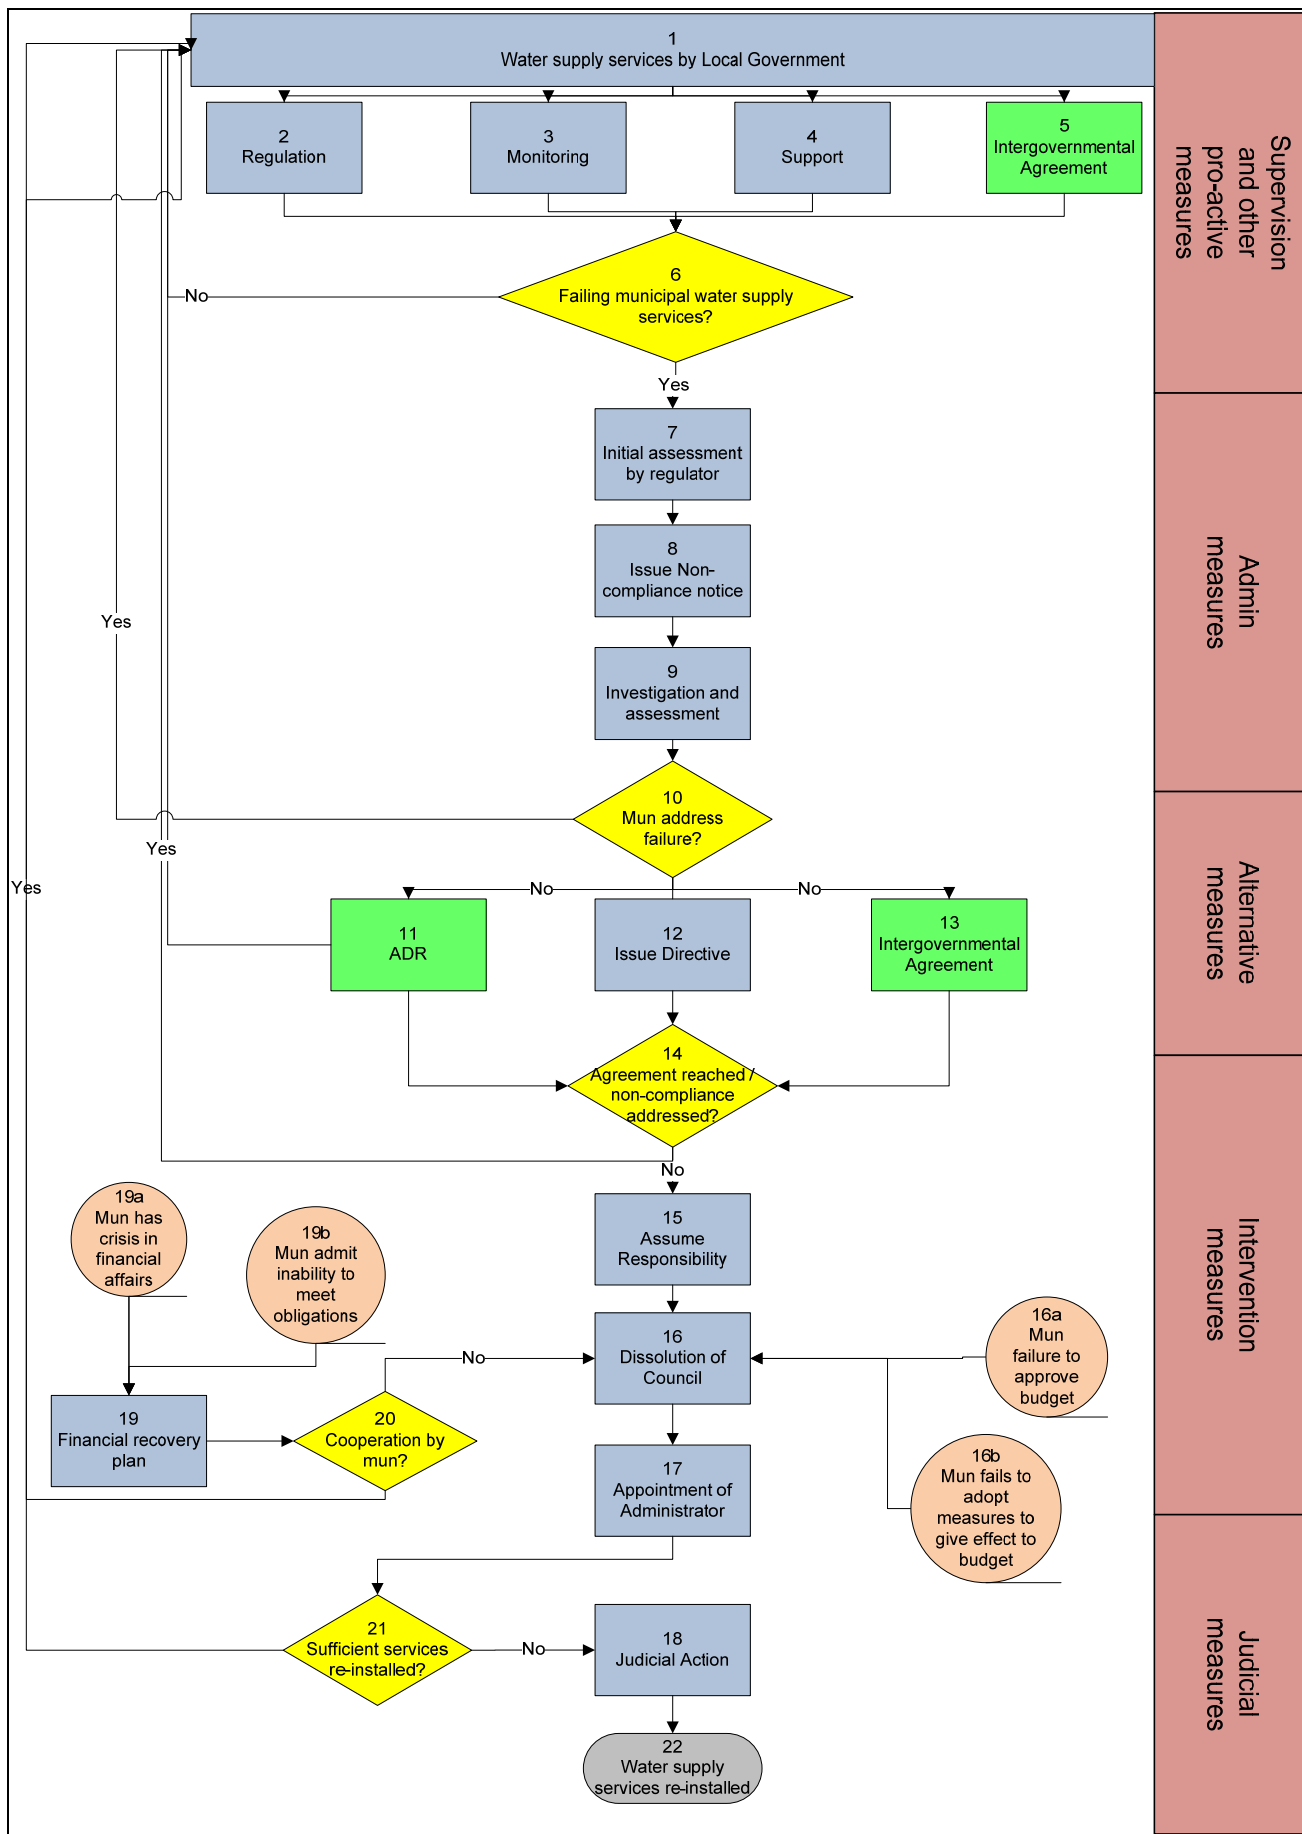 1
Water supply services by Local Government
2
Regulation
3
Monitoring
4
Support
5
Intergovernmental
Agreement
Supervision
and other
pro-active
measures
6
Failing municipal water supply
services?
No
Yes
7
Initial assessment
by regulator
8
Issue Non-
compliance notice
Admin
measures
Yes
9
Investigation and
assessment
10
Mun address
failure?
Yes
Yes
No
No
11
ADR
12
Issue Directive
13
Intergovernmental
Agreement
Alternative
measures
14
Agreement reached /
non-compliance
addressed?
No
19a
Mun has
crisis in
financial
affairs
19b
Mun admit
inability to
meet
obligations
15
Assume
Responsibility
Intervention
measures
16
Dissolution of
Council
No
16a
Mun
failure to
approve
budget
19
Financial recovery
plan
20
Cooperation by
mun?
17
Appointment of
Administrator
16b
Mun fails to
adopt
measures to
give effect to
budget
21
Sufficient services
re-installed?
No
18
Judicial Action
Judicial
measures
22
Water supply
services re-installed